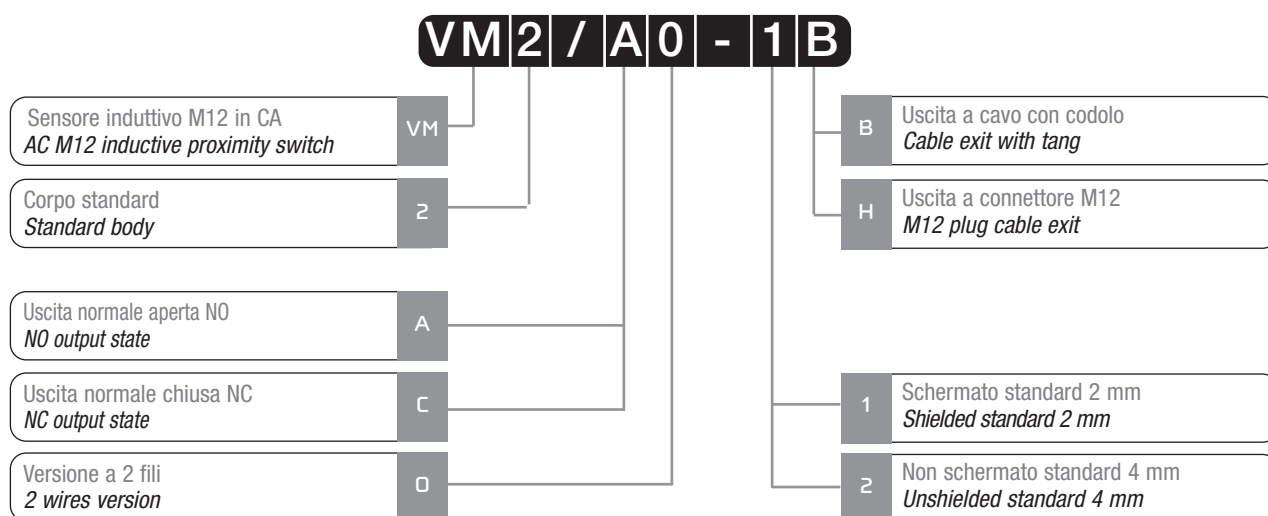 VM2/A0-1B
Sensore induttivo M12 in CA
AC M12 inductive proximity switch
VM
Corpo standard
Standard body
2
Uscita normale aperta NO
NO output state
A
Uscita normale chiusa NC
NC output state
C
Versione a 2 fili
2 wires version
0
B
Uscita a cavo con codolo
Cable exit with tang
H
Uscita a connettore M12
M12 plug cable exit
1
Schermato standard 2 mm
Shielded standard 2 mm
2
Non schermato standard 4 mm
Unshielded standard 4 mm